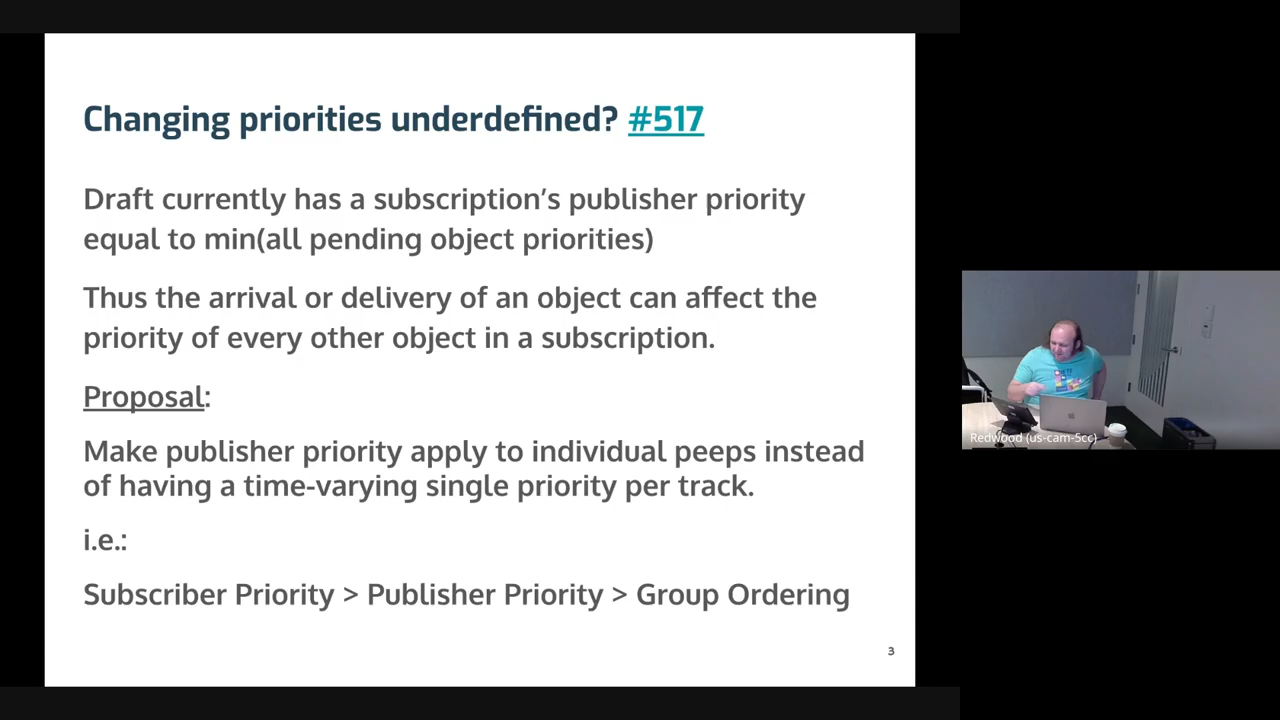 Changing priorities underdefined? #517
Draft currently has a subscription’s publisher priority
equal to min(all pending object priorities)
Thus the arrival or delivery of an object can affect the
priority of every other object in a subscription.
Proposal:
Make publisher priority apply to individual peeps instead
of having a time-varying single priority per track.
i.e.:
Subscriber Priority > Publisher Priority > Group Ordering
3
Redwood (us-cam-5cc)